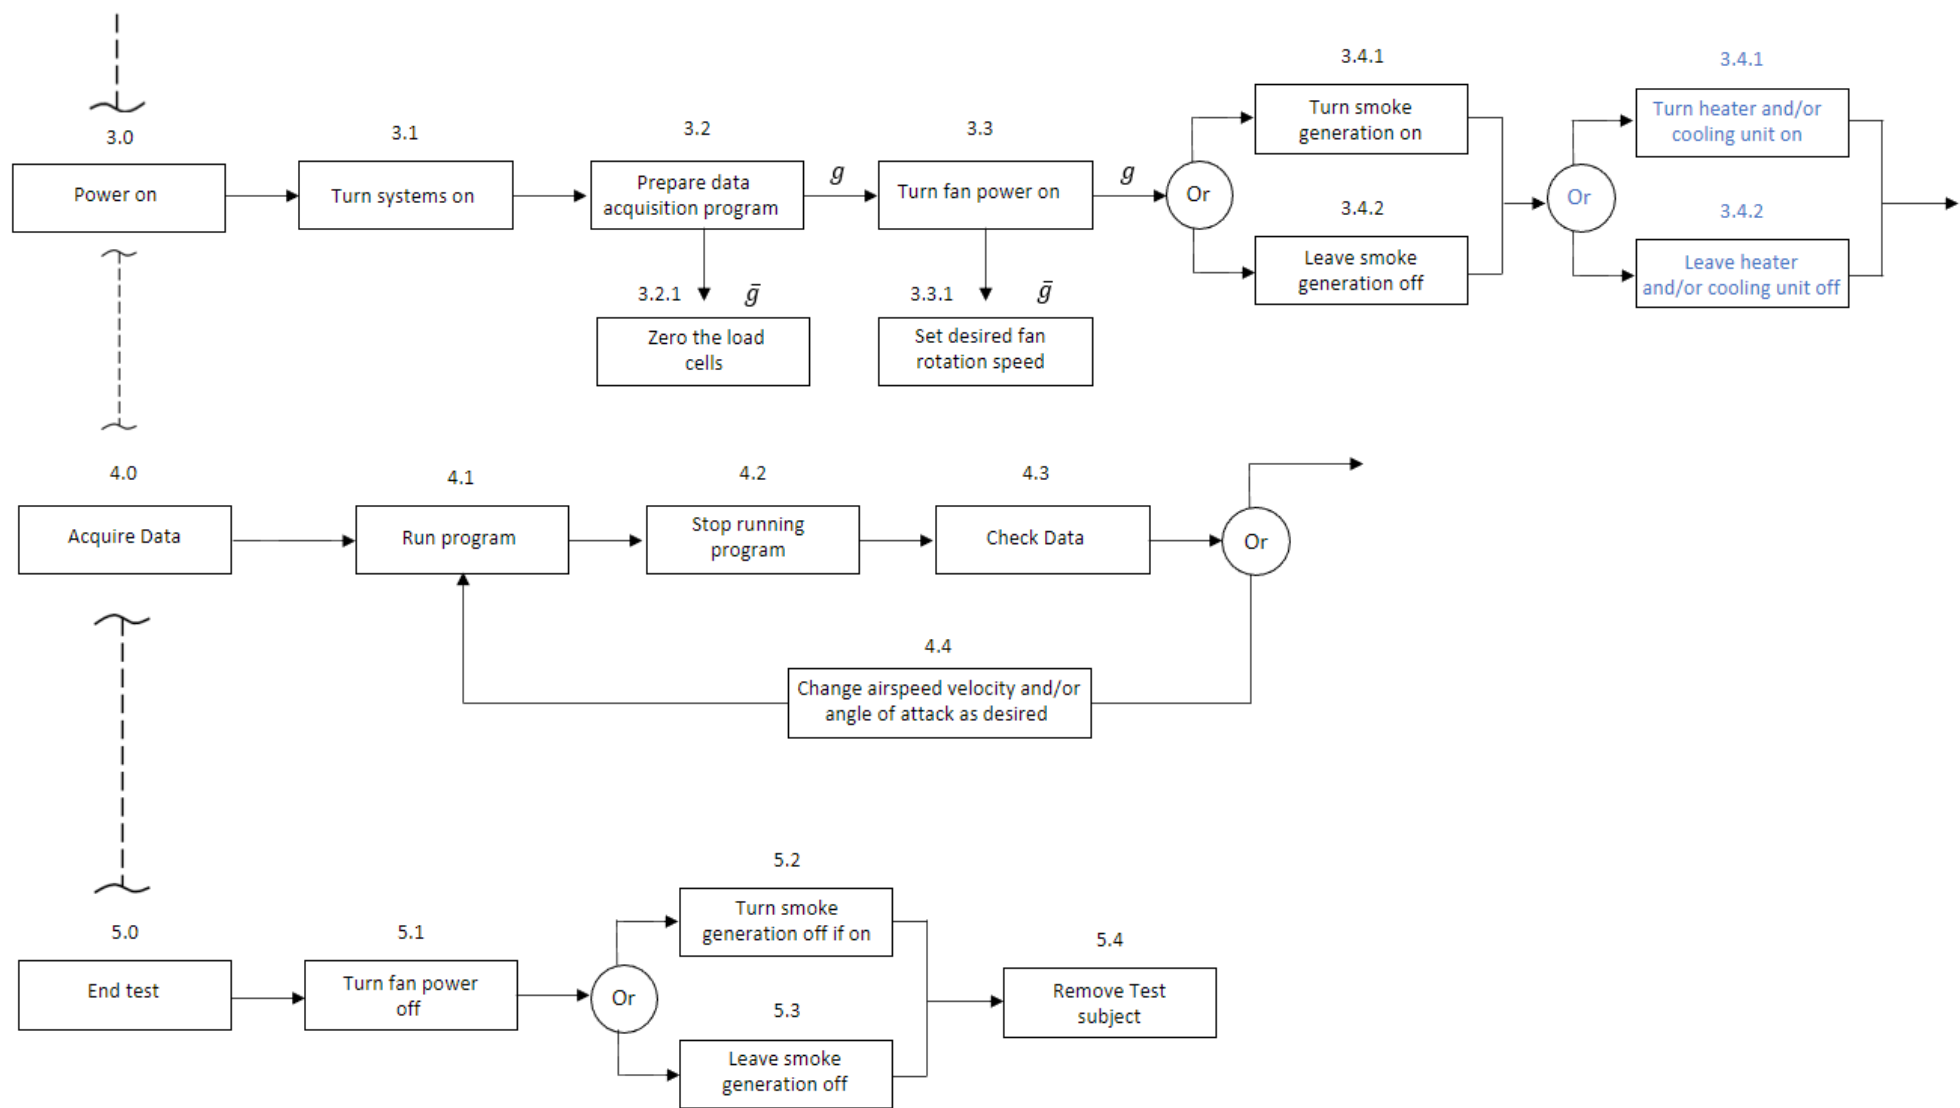 3.0
Power on
3.1
Turn systems on
3.2
Prepare data
acquisition program
g
3.2.1
ḡ
Zero the load
cells
3.3
Turn fan power on
g
3.3.1
ḡ
Set desired fan
rotation speed
Or
3.4.1
Turn smoke
generation on
3.4.2
Leave smoke
generation off
Or
3.4.1
Turn heater and/or
cooling unit on
3.4.2
Leave heater
and/or cooling unit off
4.0
Acquire Data
4.1
Run program
4.2
Stop running
program
4.3
Check Data
Or
4.4
Change airspeed velocity and/or
angle of attack as desired
5.0
End test
5.1
Turn fan power
off
Or
5.2
Turn smoke
generation off if on
5.3
Leave smoke
generation off
5.4
Remove Test
subject